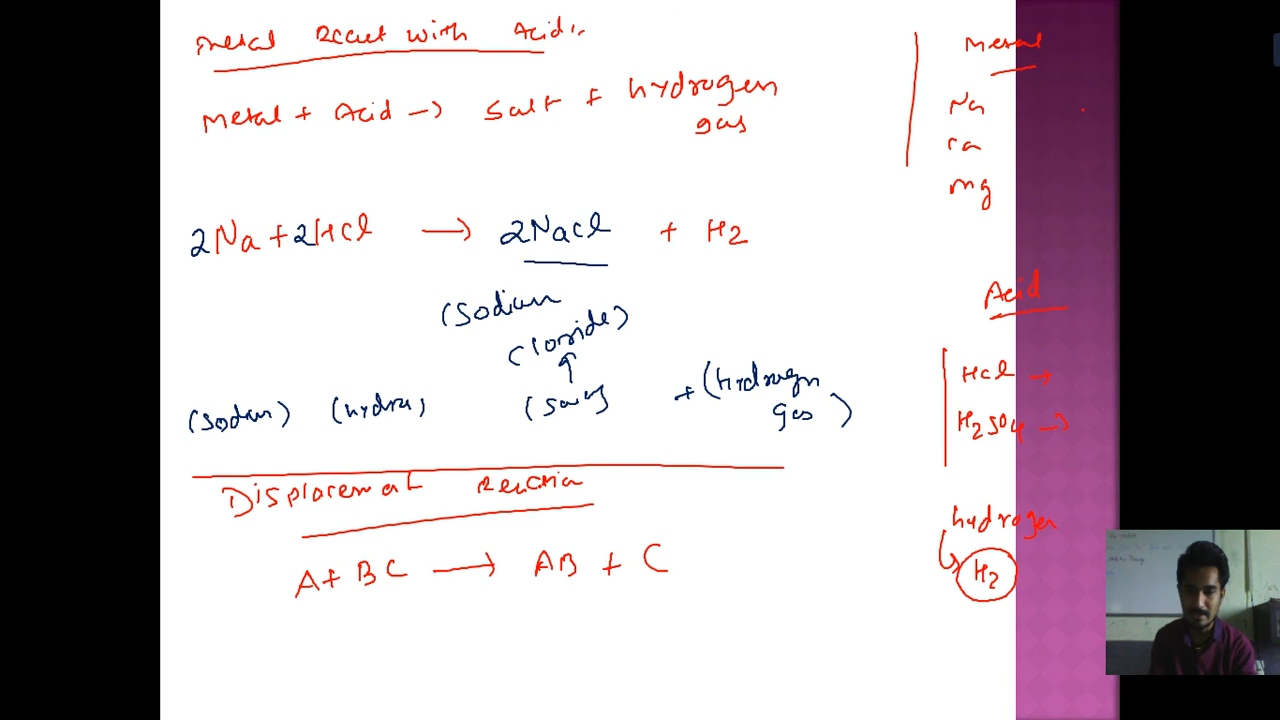 Metal React with Acid:
Metal + Acid → Salt + hydrogen
gas
2Na + 2HCl → 2NaCl + H2
(Sodium
Cloride)
↑
(Sodium) (hydro) (Salt) + (hydrogen
gas)
Displacement Reaction
A + BC → AB + C
Metal
Na
Ca
mg
Acid
HCl →
H2SO4 →
hydrogen
H2